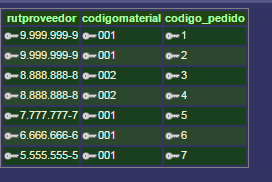 rutproveedor codigomaterial codigo_pedido
9.999.999-9 001 1
9.999.999-9 001 2
8.888.888-8 002 3
8.888.888-8 002 4
7.777.777-7 001 5
6.666.666-6 001 6
5.555.555-5 001 7